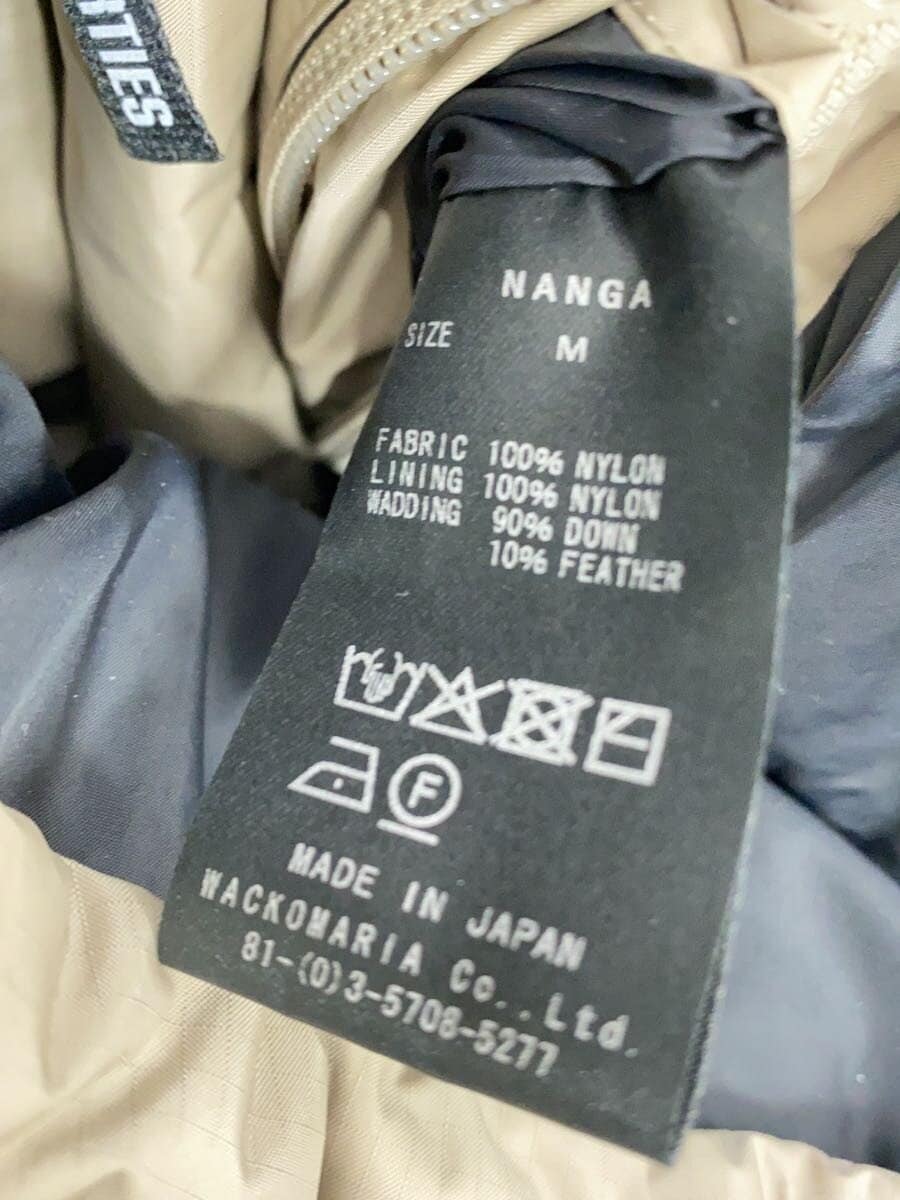 RTIES
NANGA
SIZE M
FABRIC 100% NYLON
LINING 100% NYLON
WADDING 90% DOWN
10% FEATHER
F
MADE IN JAPAN
WACKOMARIA Co.,Ltd.
81-(0)3-5708-5277